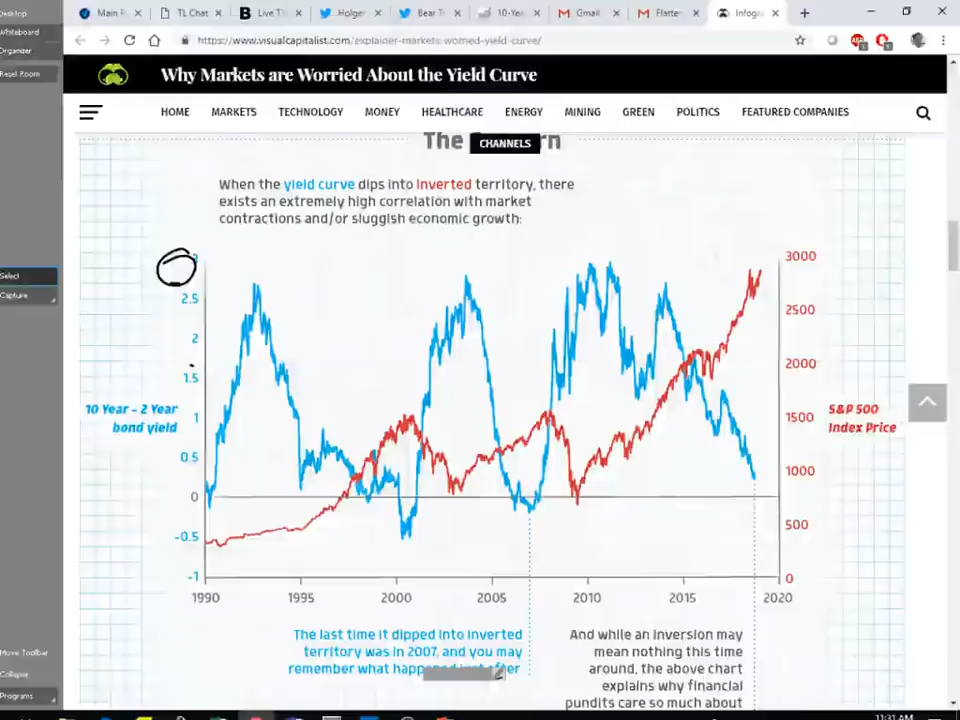 Desktop
Whiteboard
Organizer
Reset Room
Select
Capture
Move Toolbar
Collapse
Programs
Main
TL Chat
Live T
Holger
Bear T
10-Yea
Gmail
Flatter
Infogra
https://www.visualcapitalist.com/explainer-markets-worried-yield-curve/
Why Markets are Worried About the Yield Curve
HOME MARKETS TECHNOLOGY MONEY HEALTHCARE ENERGY MINING GREEN POLITICS FEATURED COMPANIES
The
CHANNELS
When the yield curve dips into inverted territory, there
exists an extremely high correlation with market
contractions and/or sluggish economic growth:
2.5
2
1.5
1
0.5
0
-0.5
-1
10 Year - 2 Year
bond yield
3000
2500
2000
1500
1000
500
0
S&P 500
Index Price
1990 1995 2000 2005 2010 2015 2020
The last time it dipped into inverted
territory was in 2007, and you may
remember what happened just after
And while an inversion may
mean nothing this time
around, the above chart
explains why financial
pundits care so much about
11:31 AM